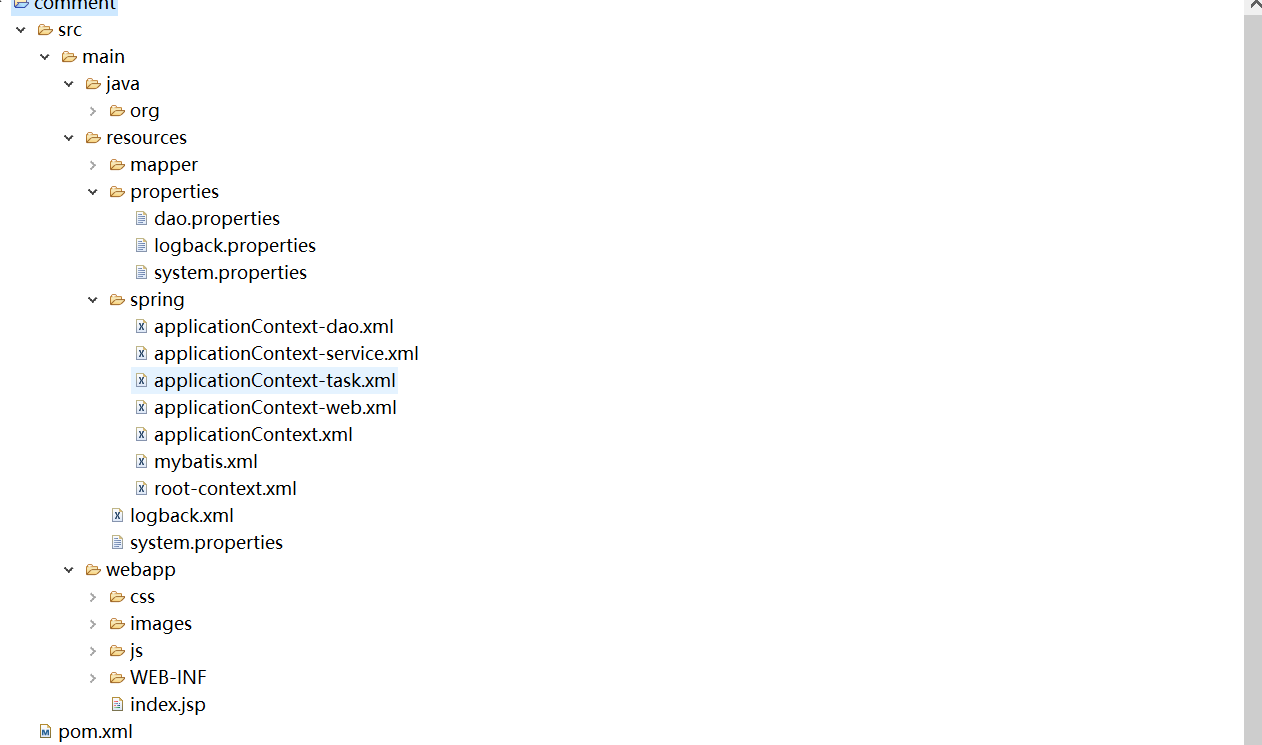 comment
src
main
java
org
resources
mapper
properties
dao.properties
logback.properties
system.properties
spring
applicationContext-dao.xml
applicationContext-service.xml
applicationContext-task.xml
applicationContext-web.xml
applicationContext.xml
mybatis.xml
root-context.xml
logback.xml
system.properties
webapp
css
images
js
WEB-INF
index.jsp
pom.xml